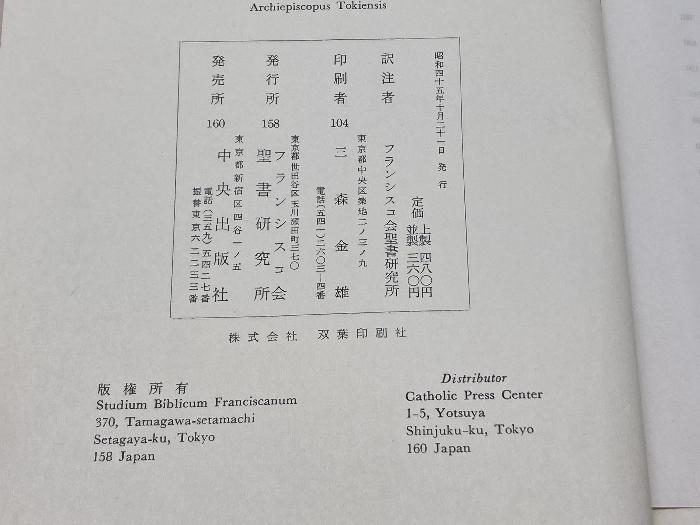 Archiepiscopus Tokiensis
昭和四十五年十月二十一日 発行
定価 上製 四八〇円
並製 三六〇円
訳注者 フランシスコ会聖書研究所
東京都中央区築地二ノ三ノ九
印刷者 三森金雄
104
電話(五四一)二六〇三―四番
東京都世田谷区玉川瀬田町三七〇
発行所 フランシスコ会
聖書研究所
158
東京都新宿区四谷一ノ五
発売所 中央出版社
160
電話(三五九)五四二七番
振替東京六二二三三番
株式会社 双葉印刷社
版権所有
Studium Biblicum Franciscanum
370, Tamagawa-setamachi
Setagaya-ku, Tokyo
158 Japan
Distributor
Catholic Press Center
1-5, Yotsuya
Shinjuku-ku, Tokyo
160 Japan